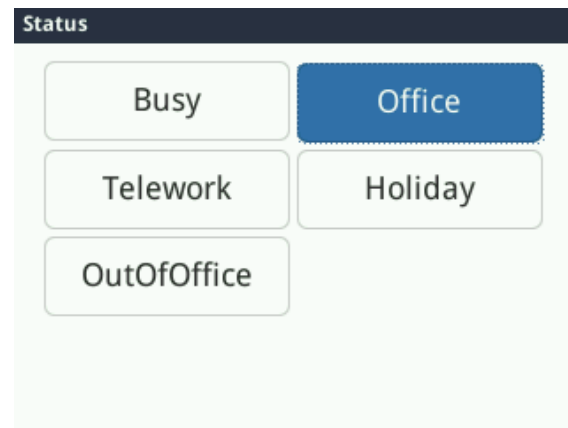 Status
Busy
Office
Telework
Holiday
OutOfOffice